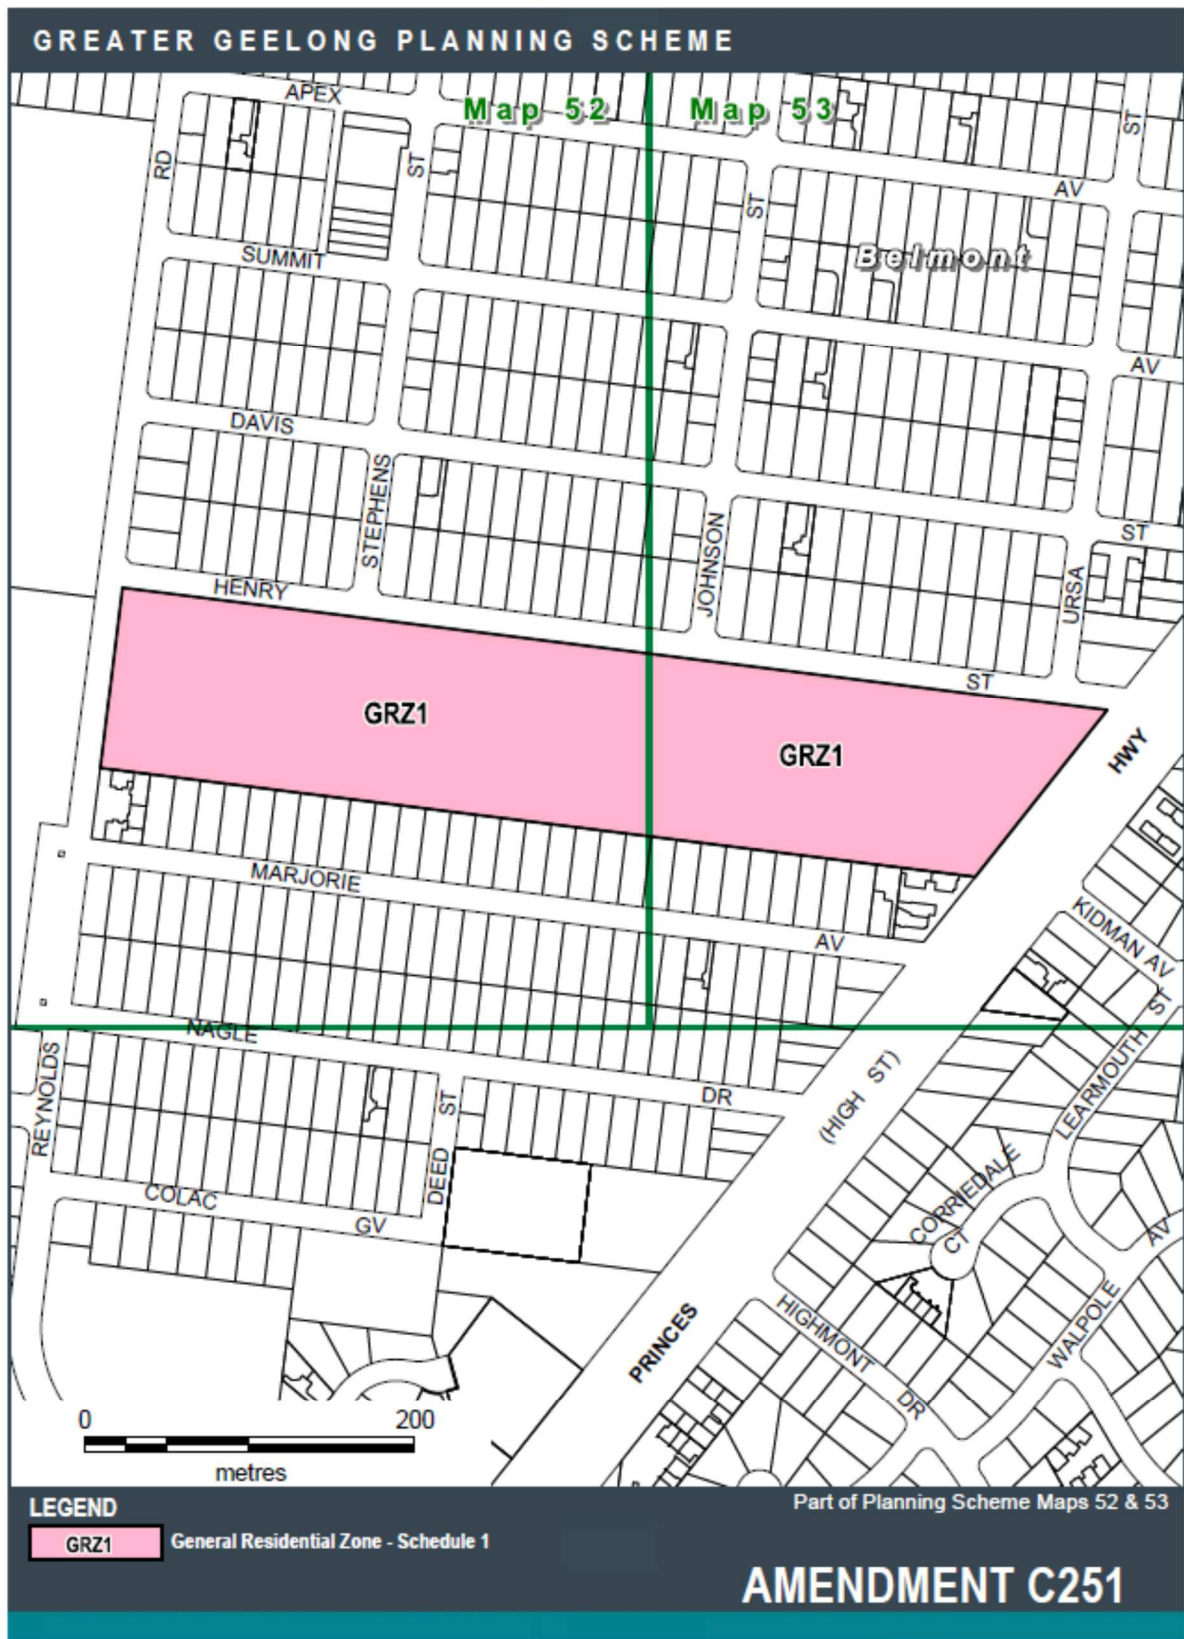 GREATER GEELONG PLANNING SCHEME
APEX
Map 52
Map 53
ST
RD
ST
AV
ST
SUMMIT
Belmont
AV
DAVIS
STEPHENS
JOHNSON
ST
URSA
HENRY
ST
GRZ1
GRZ1
HWY
MARJORIE
AV
KIDMAN AV
ST
NAGLE
REYNOLDS
LEARMOUTH
DR
ST
(HIGH ST)
DEED
COLAC
GV
CORRIEDALE
CT
AV
WALPOLE
PRINCES
HIGHMONT
DR
0 200
metres
LEGEND
Part of Planning Scheme Maps 52 & 53
GRZ1 General Residential Zone - Schedule 1
AMENDMENT C251